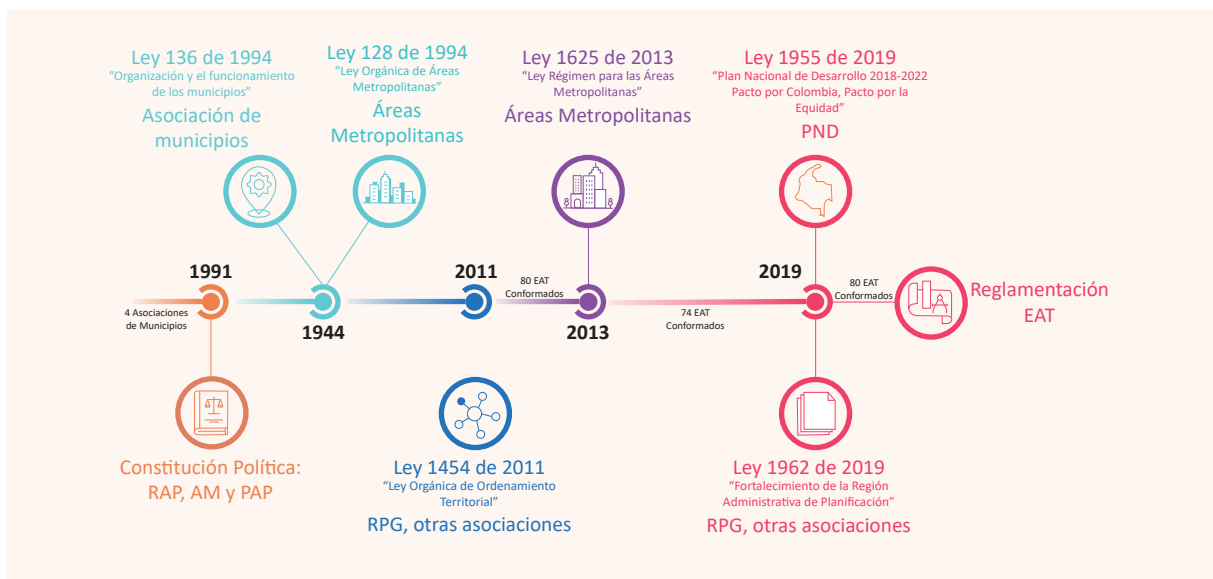 Ley 136 de 1994
“Organización y el funcionamiento
de los municipios”
Asociación de
municipios
Ley 128 de 1994
“Ley Orgánica de Áreas
Metropolitanas”
Áreas
Metropolitanas
Ley 1625 de 2013
“Ley Régimen para las Áreas
Metropolitanas”
Áreas Metropolitanas
Ley 1955 de 2019
“Plan Nacional de Desarrollo 2018-2022
Pacto por Colombia, Pacto por la
Equidad”
PND
1991
4 Asociaciones
de Municipios
1944
2011
80 EAT
Conformados
2013
74 EAT
Conformados
2019
80 EAT
Conformados
Reglamentación
EAT
Constitución Política:
RAP, AM y PAP
Ley 1454 de 2011
“Ley Orgánica de Ordenamiento
Territorial”
RPG, otras asociaciones
Ley 1962 de 2019
“Fortalecimiento de la Región
Administrativa de Planificación”
RPG, otras asociaciones